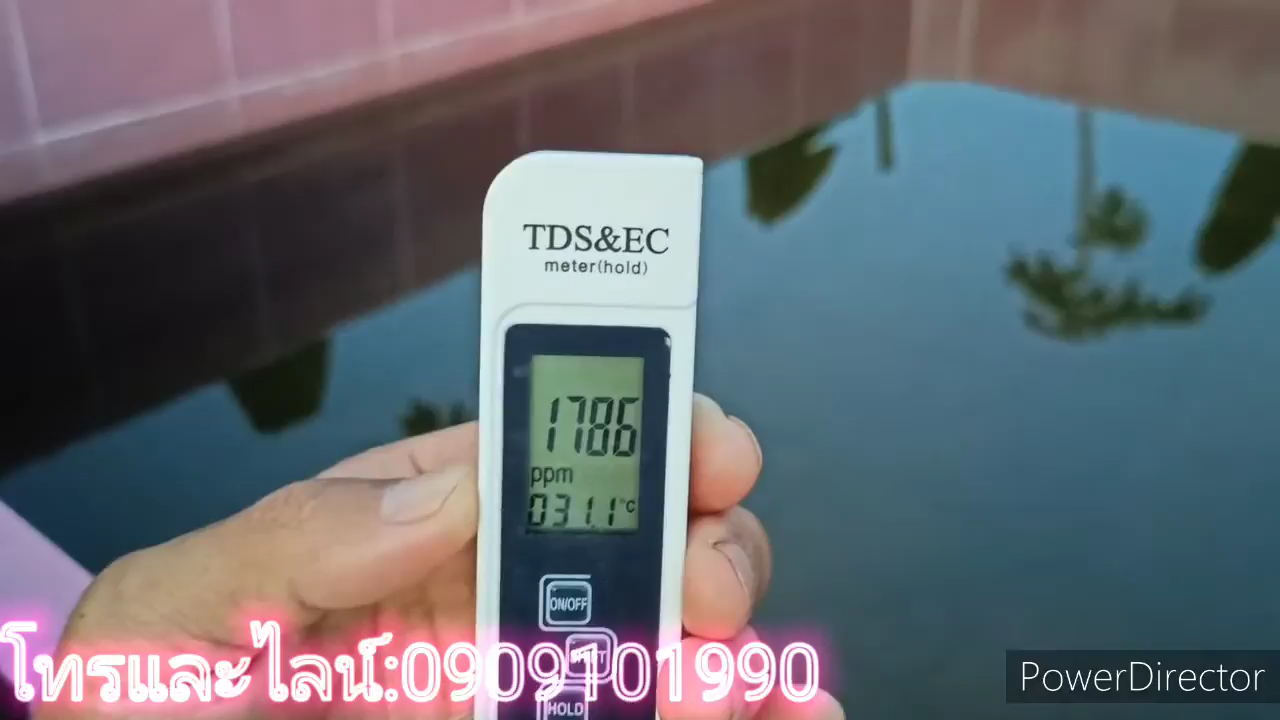 TDS&EC
meter(hold)
1786
ppm
031.1°C
ON/OFF
SHIFT
HOLD
โทรและไลน์:0909101990
PowerDirector